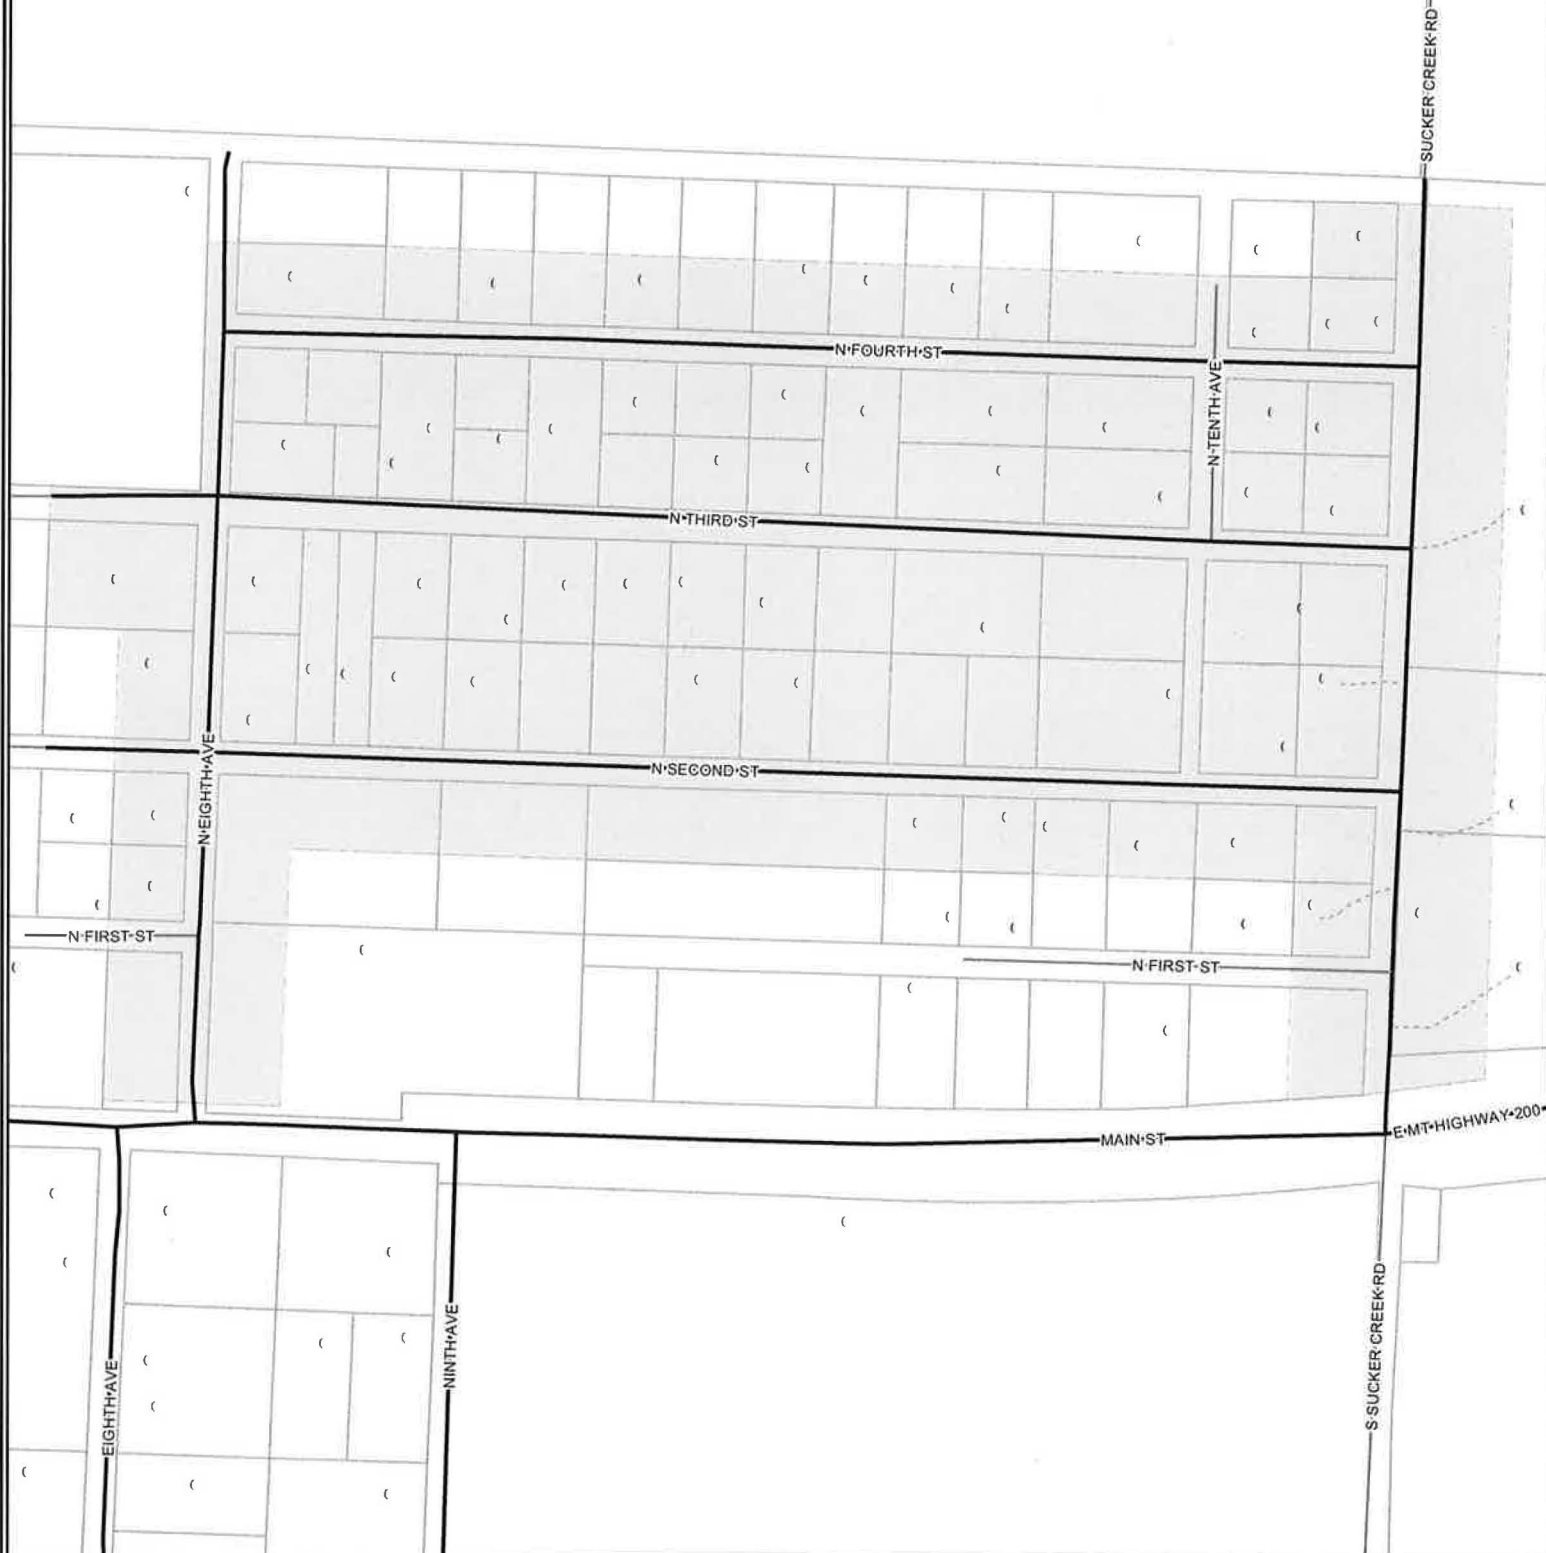 SUCKER CREEK RD
N FOURTH ST
N TENTH AVE
N THIRD ST
N SECOND ST
N EIGHTH AVE
N FIRST ST
N FIRST ST
MAIN ST
E MT HIGHWAY 200
EIGHTH AVE
NINTH AVE
S SUCKER CREEK RD